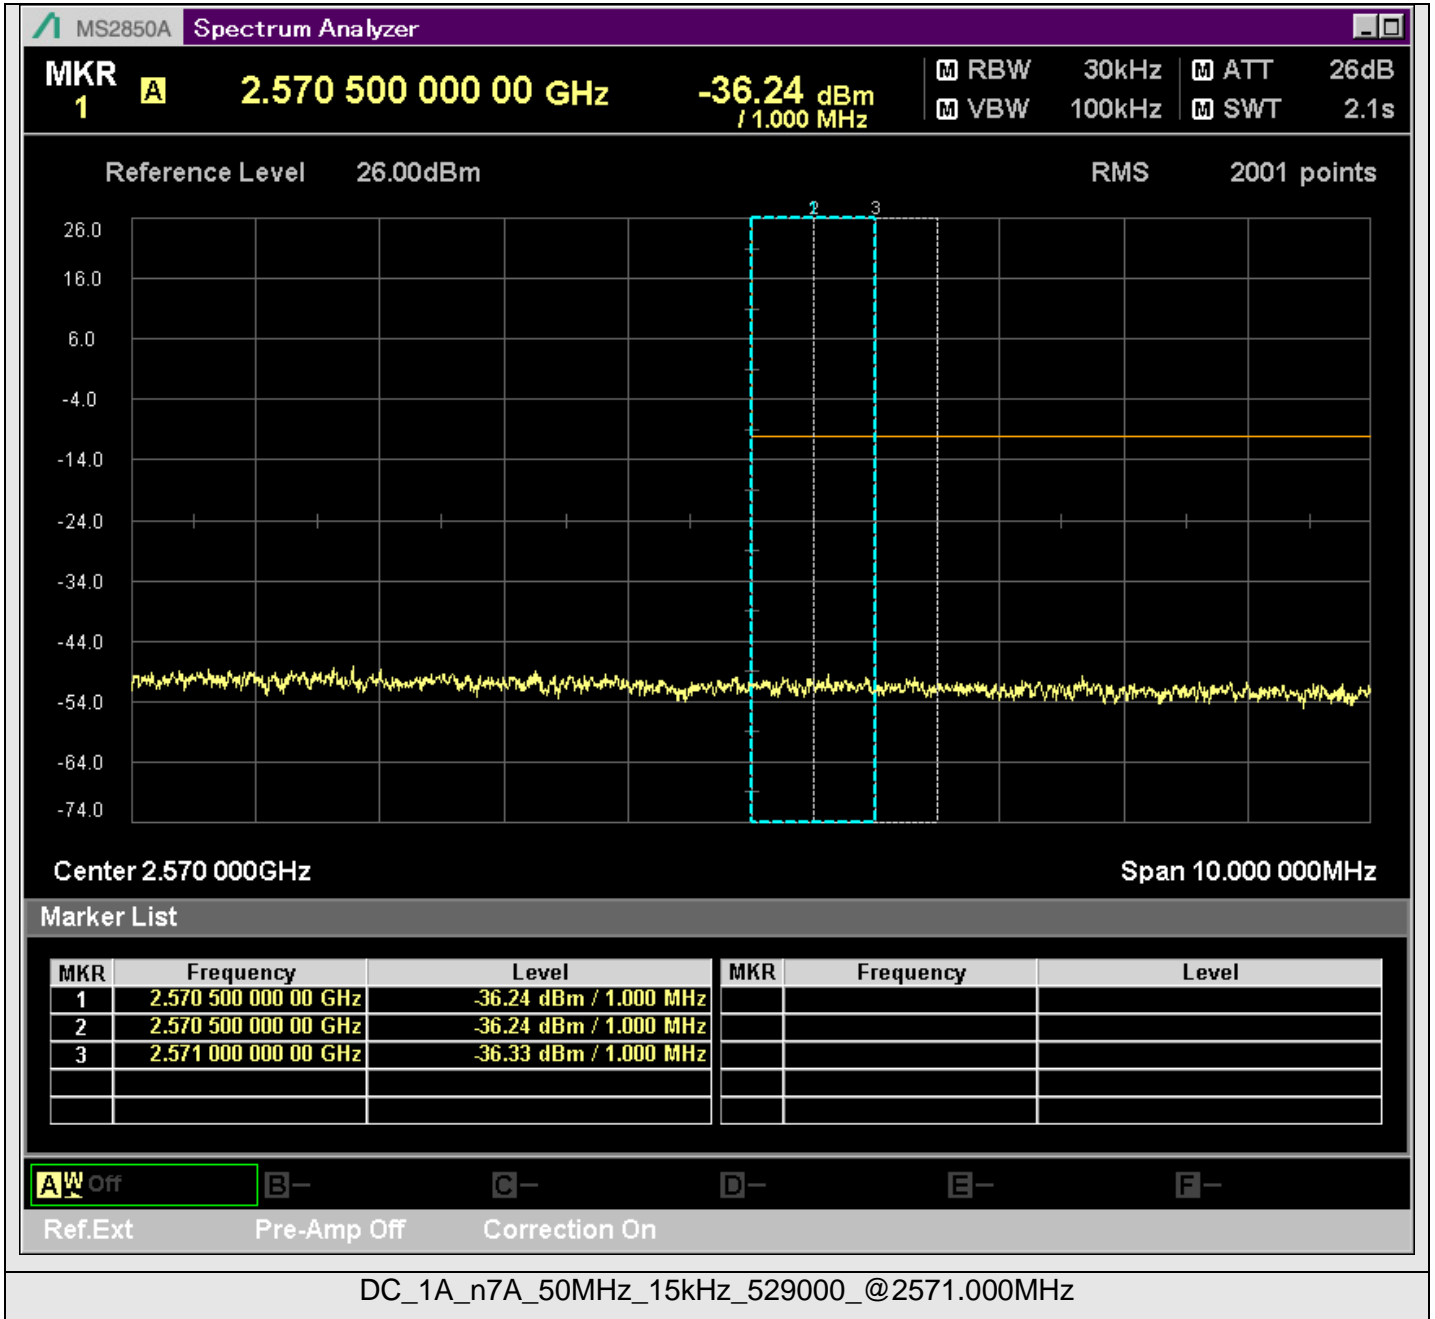 MS2850A Spectrum Analyzer
MKR 1 A 2.570 500 000 00 GHz -36.24 dBm / 1.000 MHz
M RBW 30kHz M ATT 26dB
M VBW 100kHz M SWT 2.1s
Reference Level 26.00dBm RMS 2001 points
2 3
26.0
16.0
6.0
-4.0
-14.0
-24.0
-34.0
-44.0
-54.0
-64.0
-74.0
Center 2.570 000GHz Span 10.000 000MHz
Marker List
MKR Frequency Level MKR Frequency Level
1 2.570 500 000 00 GHz -36.24 dBm / 1.000 MHz
2 2.570 500 000 00 GHz -36.24 dBm / 1.000 MHz
3 2.571 000 000 00 GHz -36.33 dBm / 1.000 MHz
A W Off B – C – D – E – F –
Ref.Ext Pre-Amp Off Correction On
DC_1A_n7A_50MHz_15kHz_529000_@2571.000MHz